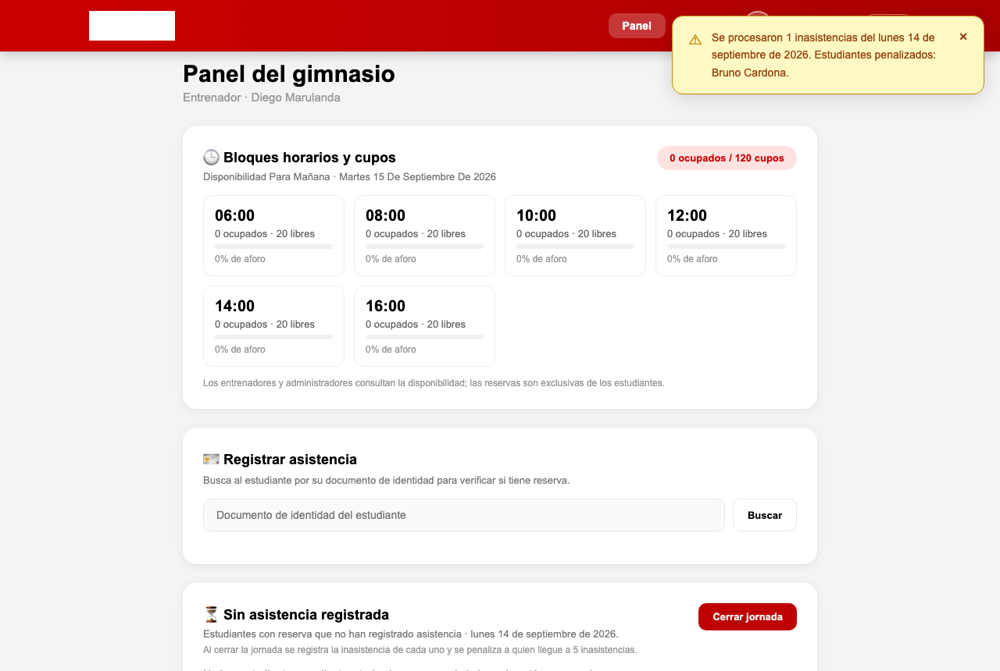 Panel
Se procesaron 1 inasistencias del lunes 14 de
septiembre de 2026. Estudiantes penalizados:
Bruno Cardona.
×
Panel del gimnasio
Entrenador · Diego Marulanda
Bloques horarios y cupos
0 ocupados / 120 cupos
Disponibilidad Para Mañana · Martes 15 De Septiembre De 2026
06:00
0 ocupados · 20 libres
0% de aforo
08:00
0 ocupados · 20 libres
0% de aforo
10:00
0 ocupados · 20 libres
0% de aforo
12:00
0 ocupados · 20 libres
0% de aforo
14:00
0 ocupados · 20 libres
0% de aforo
16:00
0 ocupados · 20 libres
0% de aforo
Los entrenadores y administradores consultan la disponibilidad; las reservas son exclusivas de los estudiantes.
Registrar asistencia
Busca al estudiante por su documento de identidad para verificar si tiene reserva.
Documento de identidad del estudiante
Buscar
Sin asistencia registrada
Cerrar jornada
Estudiantes con reserva que no han registrado asistencia · lunes 14 de septiembre de 2026.
Al cerrar la jornada se registra la inasistencia de cada uno y se penaliza a quien llegue a 5 inasistencias.